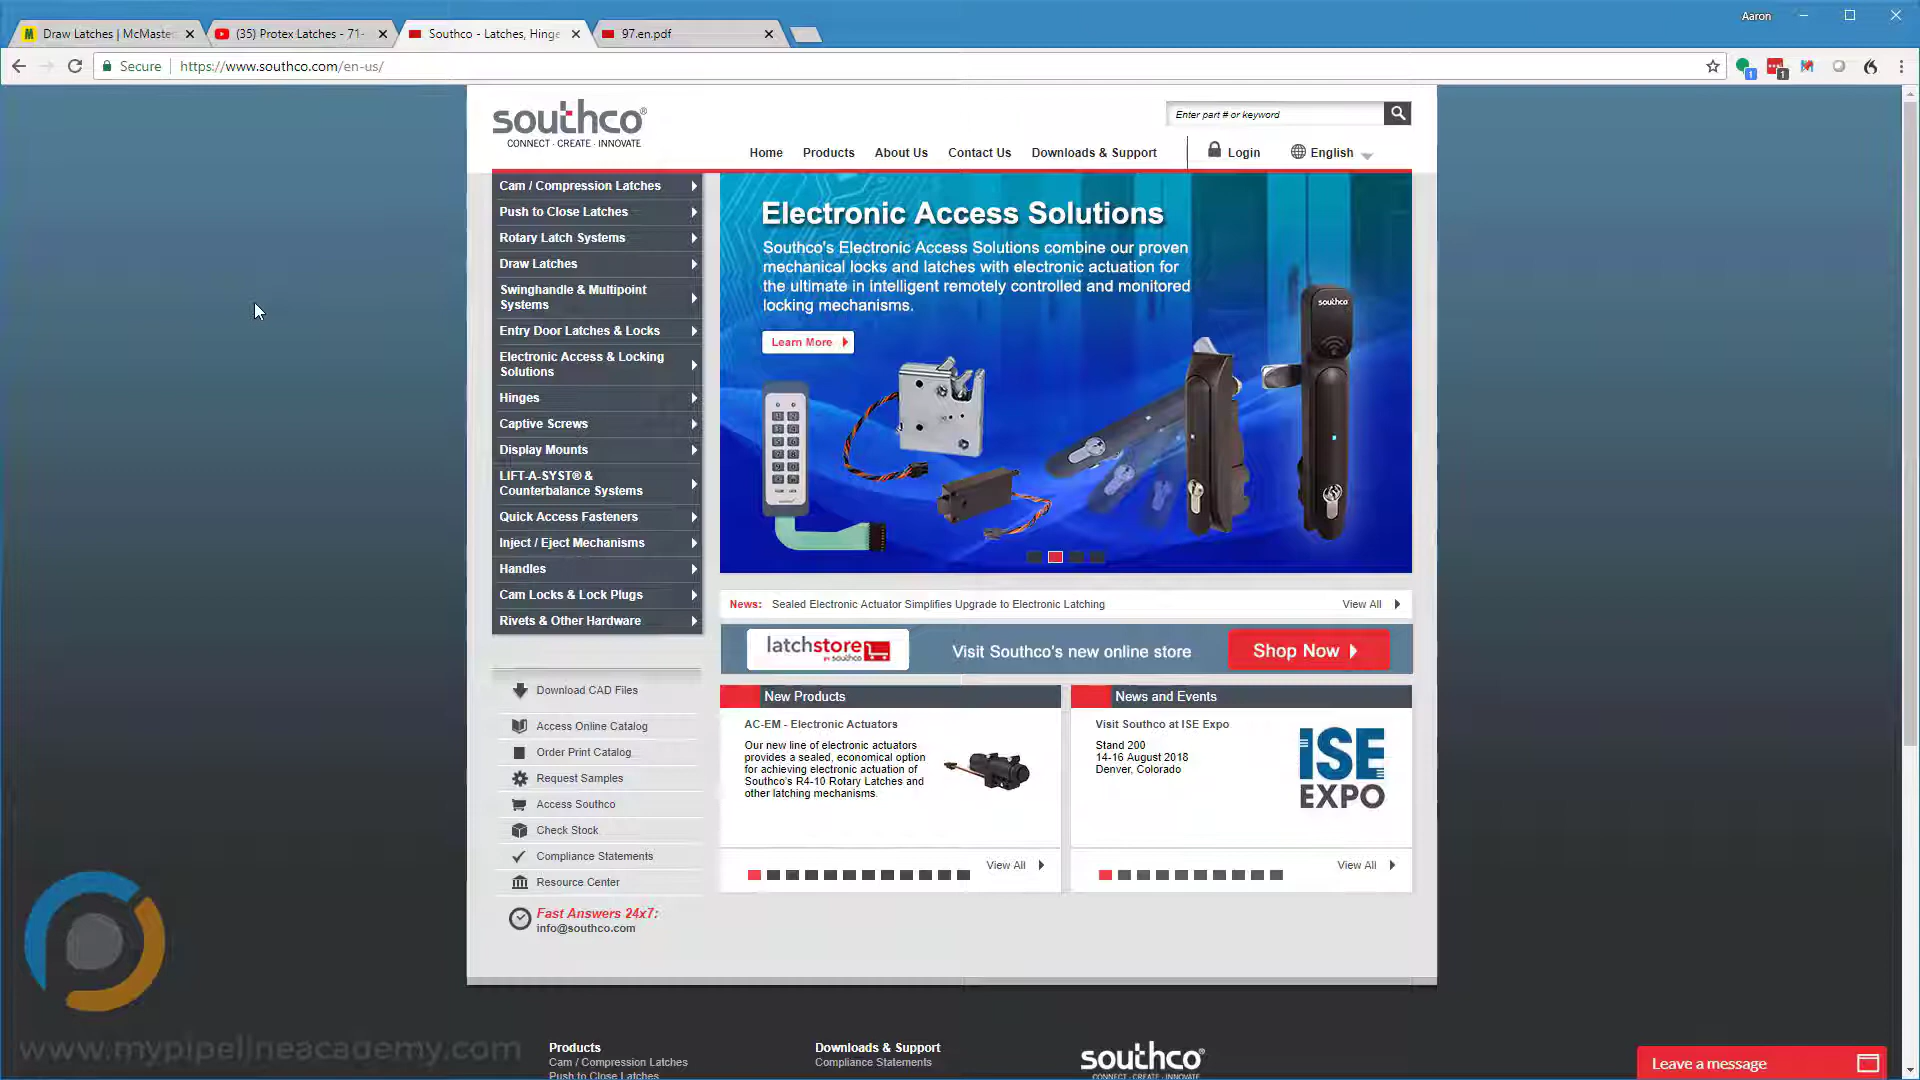 Aaron
Draw Latches | McMaste
(35) Protex Latches - 71-
Southco - Latches, Hinge
97.en.pdf
Secure
https://www.southco.com/en-us/
1
1
southco®
CONNECT · CREATE · INNOVATE
Enter part # or keyword
Home
Products
About Us
Contact Us
Downloads & Support
Login
English
Cam / Compression Latches
Push to Close Latches
Rotary Latch Systems
Draw Latches
Swinghandle & Multipoint
Systems
Entry Door Latches & Locks
Electronic Access & Locking
Solutions
Hinges
Captive Screws
Display Mounts
LIFT-A-SYST® &
Counterbalance Systems
Quick Access Fasteners
Inject / Eject Mechanisms
Handles
Cam Locks & Lock Plugs
Rivets & Other Hardware
Electronic Access Solutions
Southco's Electronic Access Solutions combine our proven
mechanical locks and latches with electronic actuation for
the ultimate in intelligent remotely controlled and monitored
locking mechanisms.
Learn More
southco
News: Sealed Electronic Actuator Simplifies Upgrade to Electronic Latching
View All
latchstore
BY southco
Visit Southco's new online store
Shop Now
Download CAD Files
Access Online Catalog
Order Print Catalog
Request Samples
Access Southco
Check Stock
Compliance Statements
Resource Center
Fast Answers 24x7:
info@southco.com
New Products
AC-EM - Electronic Actuators
Our new line of electronic actuators
provides a sealed, economical option
for achieving electronic actuation of
Southco's R4-10 Rotary Latches and
other latching mechanisms.
View All
News and Events
Visit Southco at ISE Expo
Stand 200
14-16 August 2018
Denver, Colorado
ISE
EXPO
View All
www.mypipelineacademy.com
Products
Cam / Compression Latches
Push to Close Latches
Downloads & Support
Compliance Statements
southco
CONNECT · CREATE · INNOVATE
Leave a message